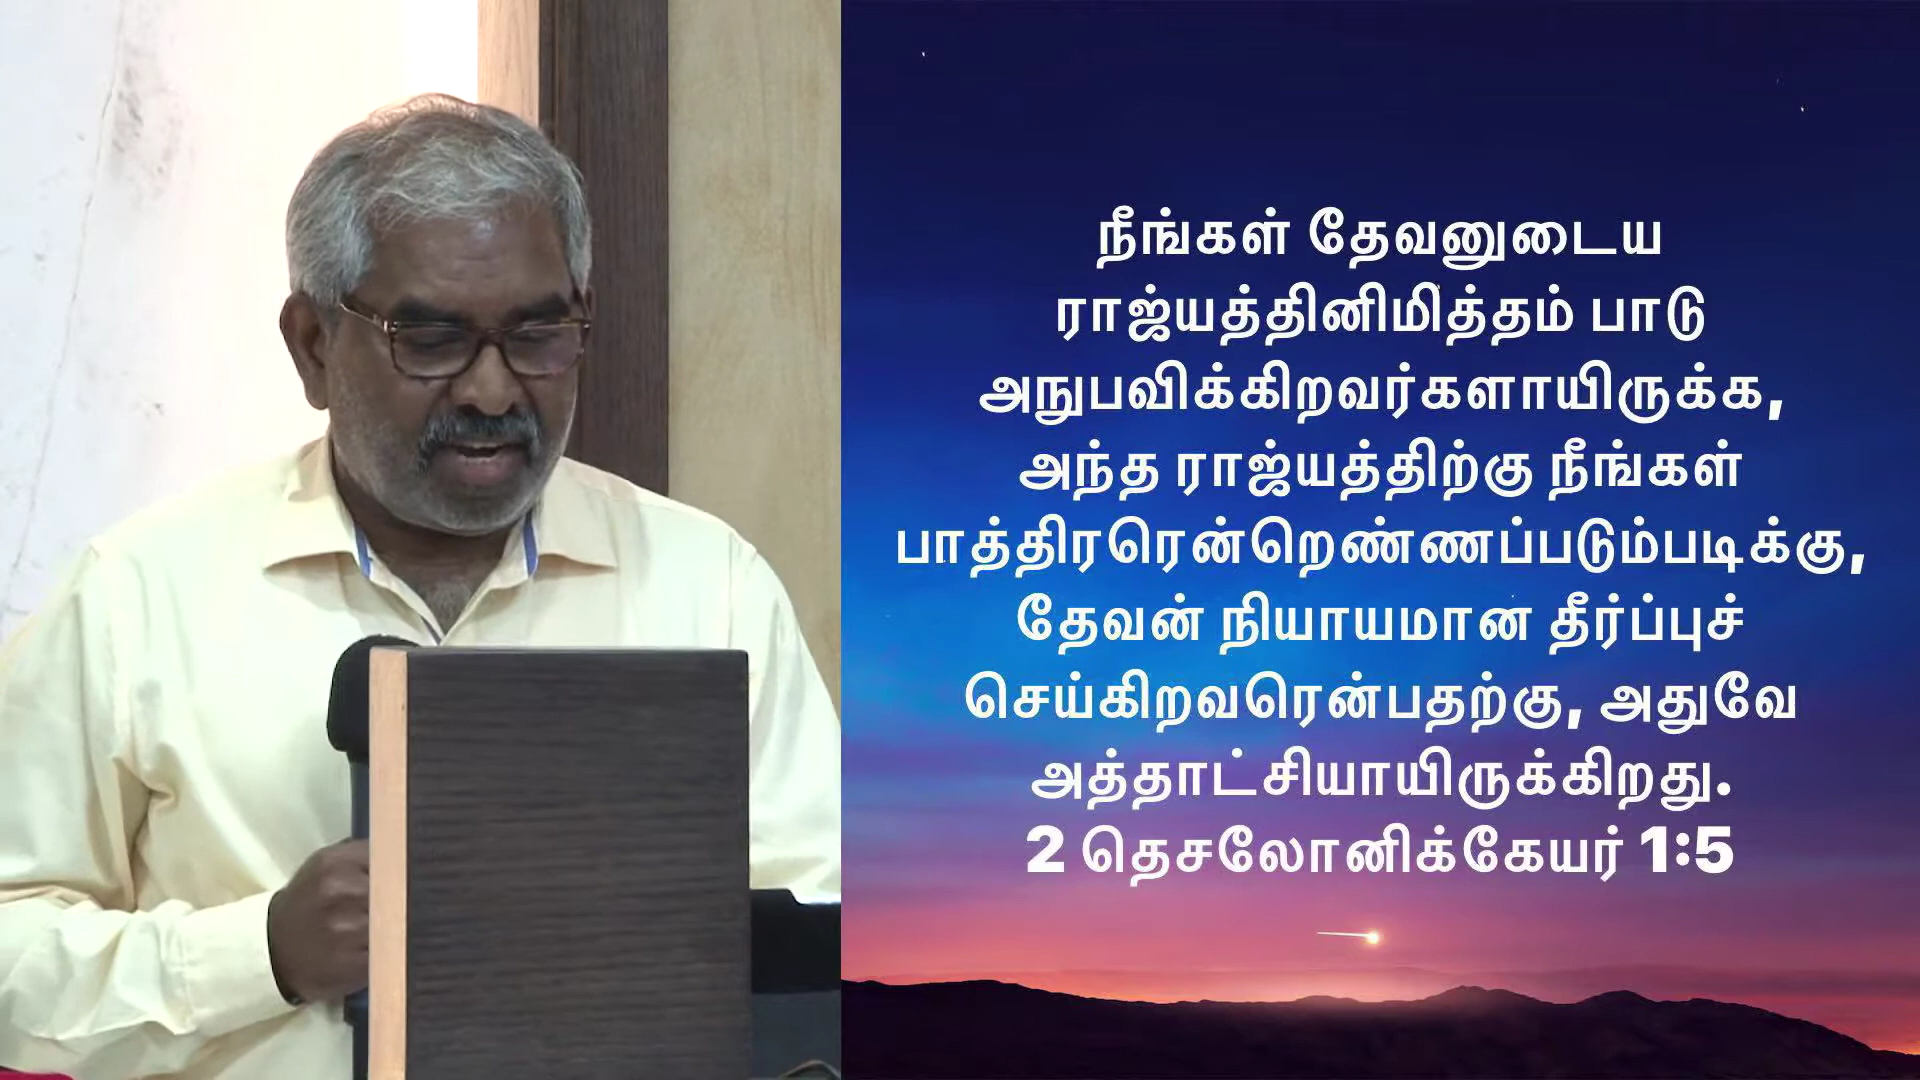 நீங்கள் தேவனுடைய
ராஜ்யத்தினிமித்தம் பாடு
அநுபவிக்கிறவர்களாயிருக்க,
அந்த ராஜ்யத்திற்கு நீங்கள்
பாத்திரரென்றெண்ணப்படும்படிக்கு,
தேவன் நியாயமான தீர்ப்புச்
செய்கிறவரென்பதற்கு, அதுவே
அத்தாட்சியாயிருக்கிறது.
2 தெசலோனிக்கேயர் 1:5